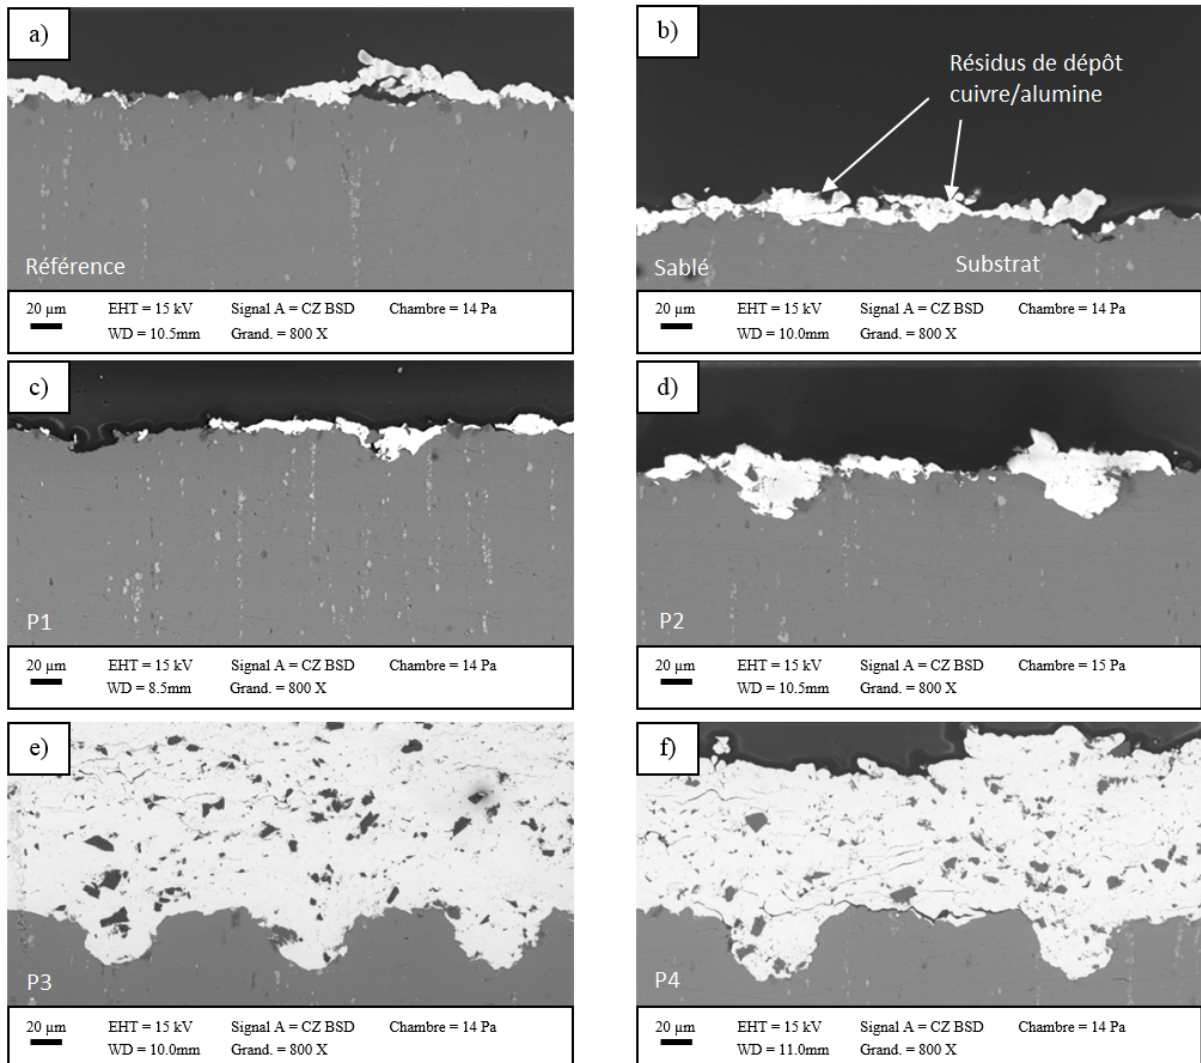 a)
Référence
20 µm EHT = 15 kV Signal A = CZ BSD Chambre = 14 Pa
WD = 10.5mm Grand. = 800 X
b)
Résidus de dépôt
cuivre/alumine
Sablé
Substrat
20 µm EHT = 15 kV Signal A = CZ BSD Chambre = 14 Pa
WD = 10.0mm Grand. = 800 X
c)
P1
20 µm EHT = 15 kV Signal A = CZ BSD Chambre = 14 Pa
WD = 8.5mm Grand. = 800 X
d)
P2
20 µm EHT = 15 kV Signal A = CZ BSD Chambre = 15 Pa
WD = 10.5mm Grand. = 800 X
e)
P3
20 µm EHT = 15 kV Signal A = CZ BSD Chambre = 14 Pa
WD = 10.0mm Grand. = 800 X
f)
P4
20 µm EHT = 15 kV Signal A = CZ BSD Chambre = 14 Pa
WD = 11.0mm Grand. = 800 X